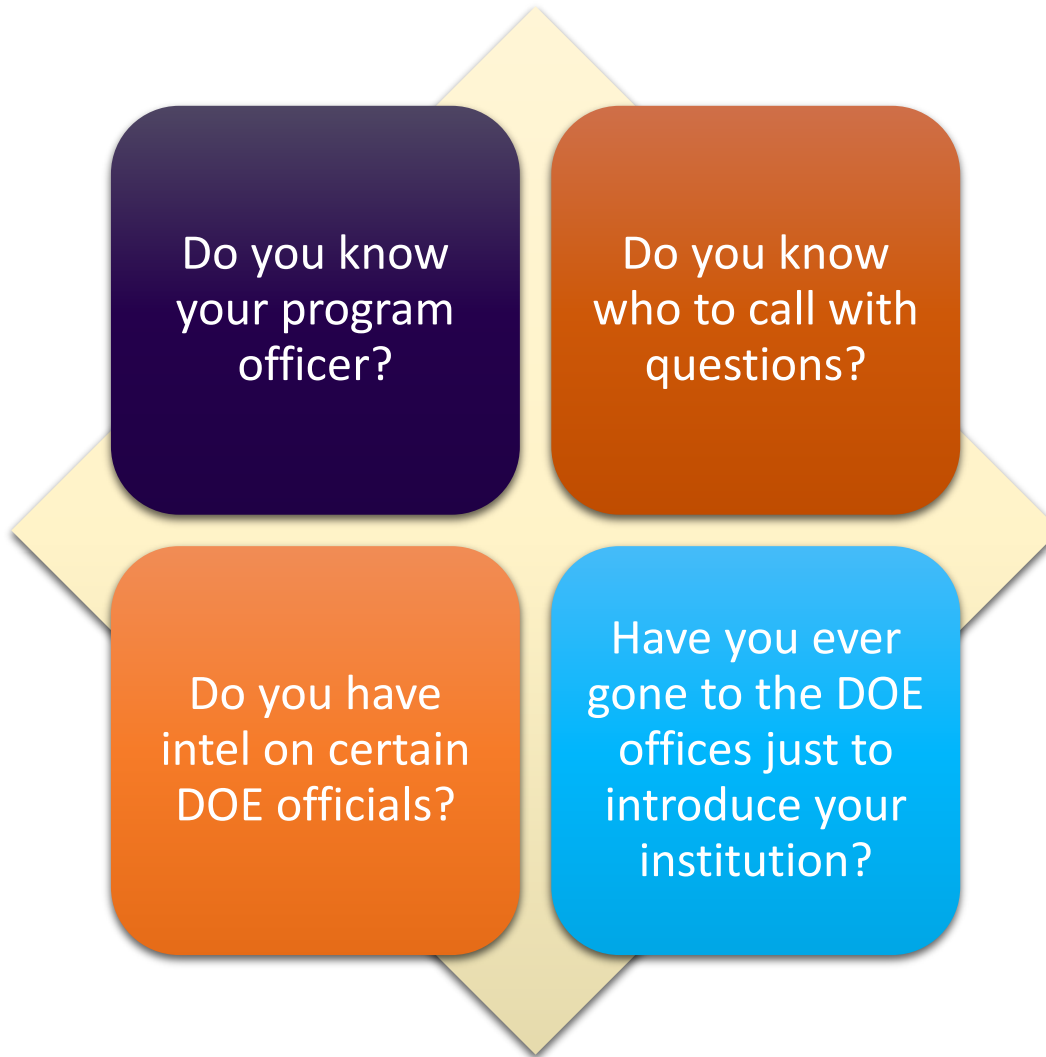 Do you know
your program
officer?
Do you know
who to call with
questions?
Do you have
intel on certain
DOE officials?
Have you ever
gone to the DOE
offices just to
introduce your
institution?